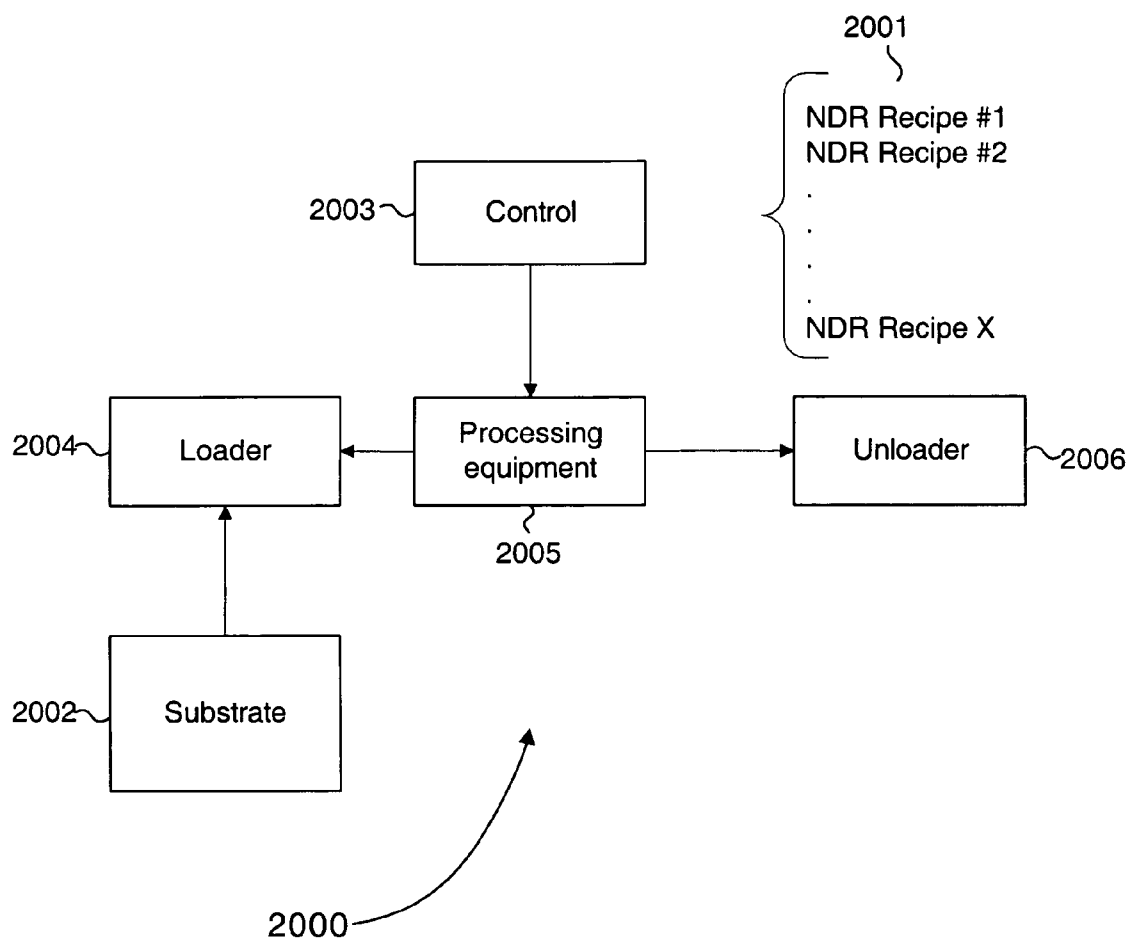 2001
NDR Recipe #1
NDR Recipe #2
.
.
.
.
NDR Recipe X
2003
Control
2004
Loader
Processing
equipment
Unloader
2006
2005
2002
Substrate
2000